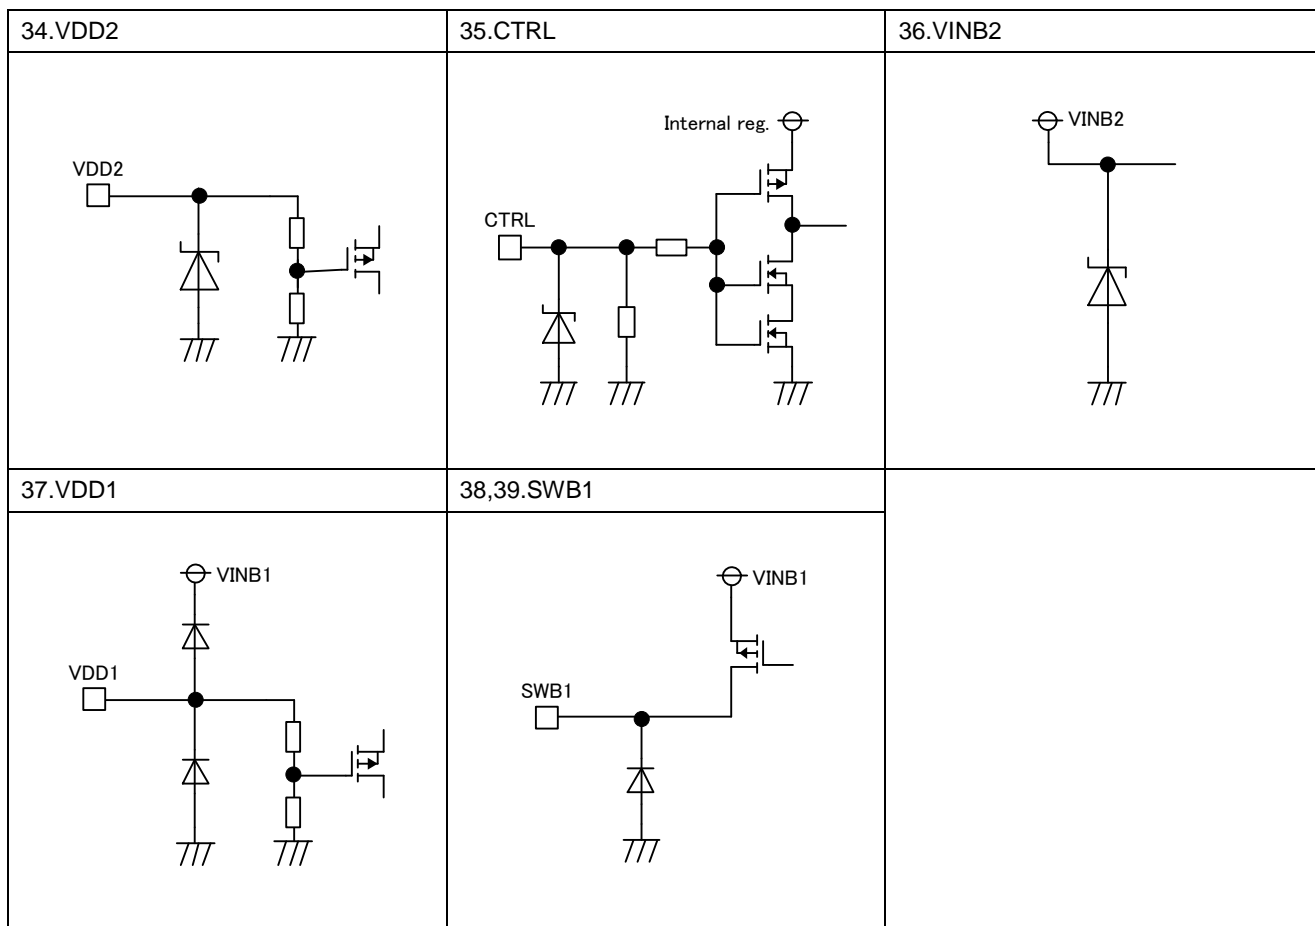 34.VDD2
35.CTRL
36.VINB2
VDD2
Internal reg.
CTRL
VINB2
37.VDD1
38,39.SWB1
VINB1
VDD1
VINB1
SWB1